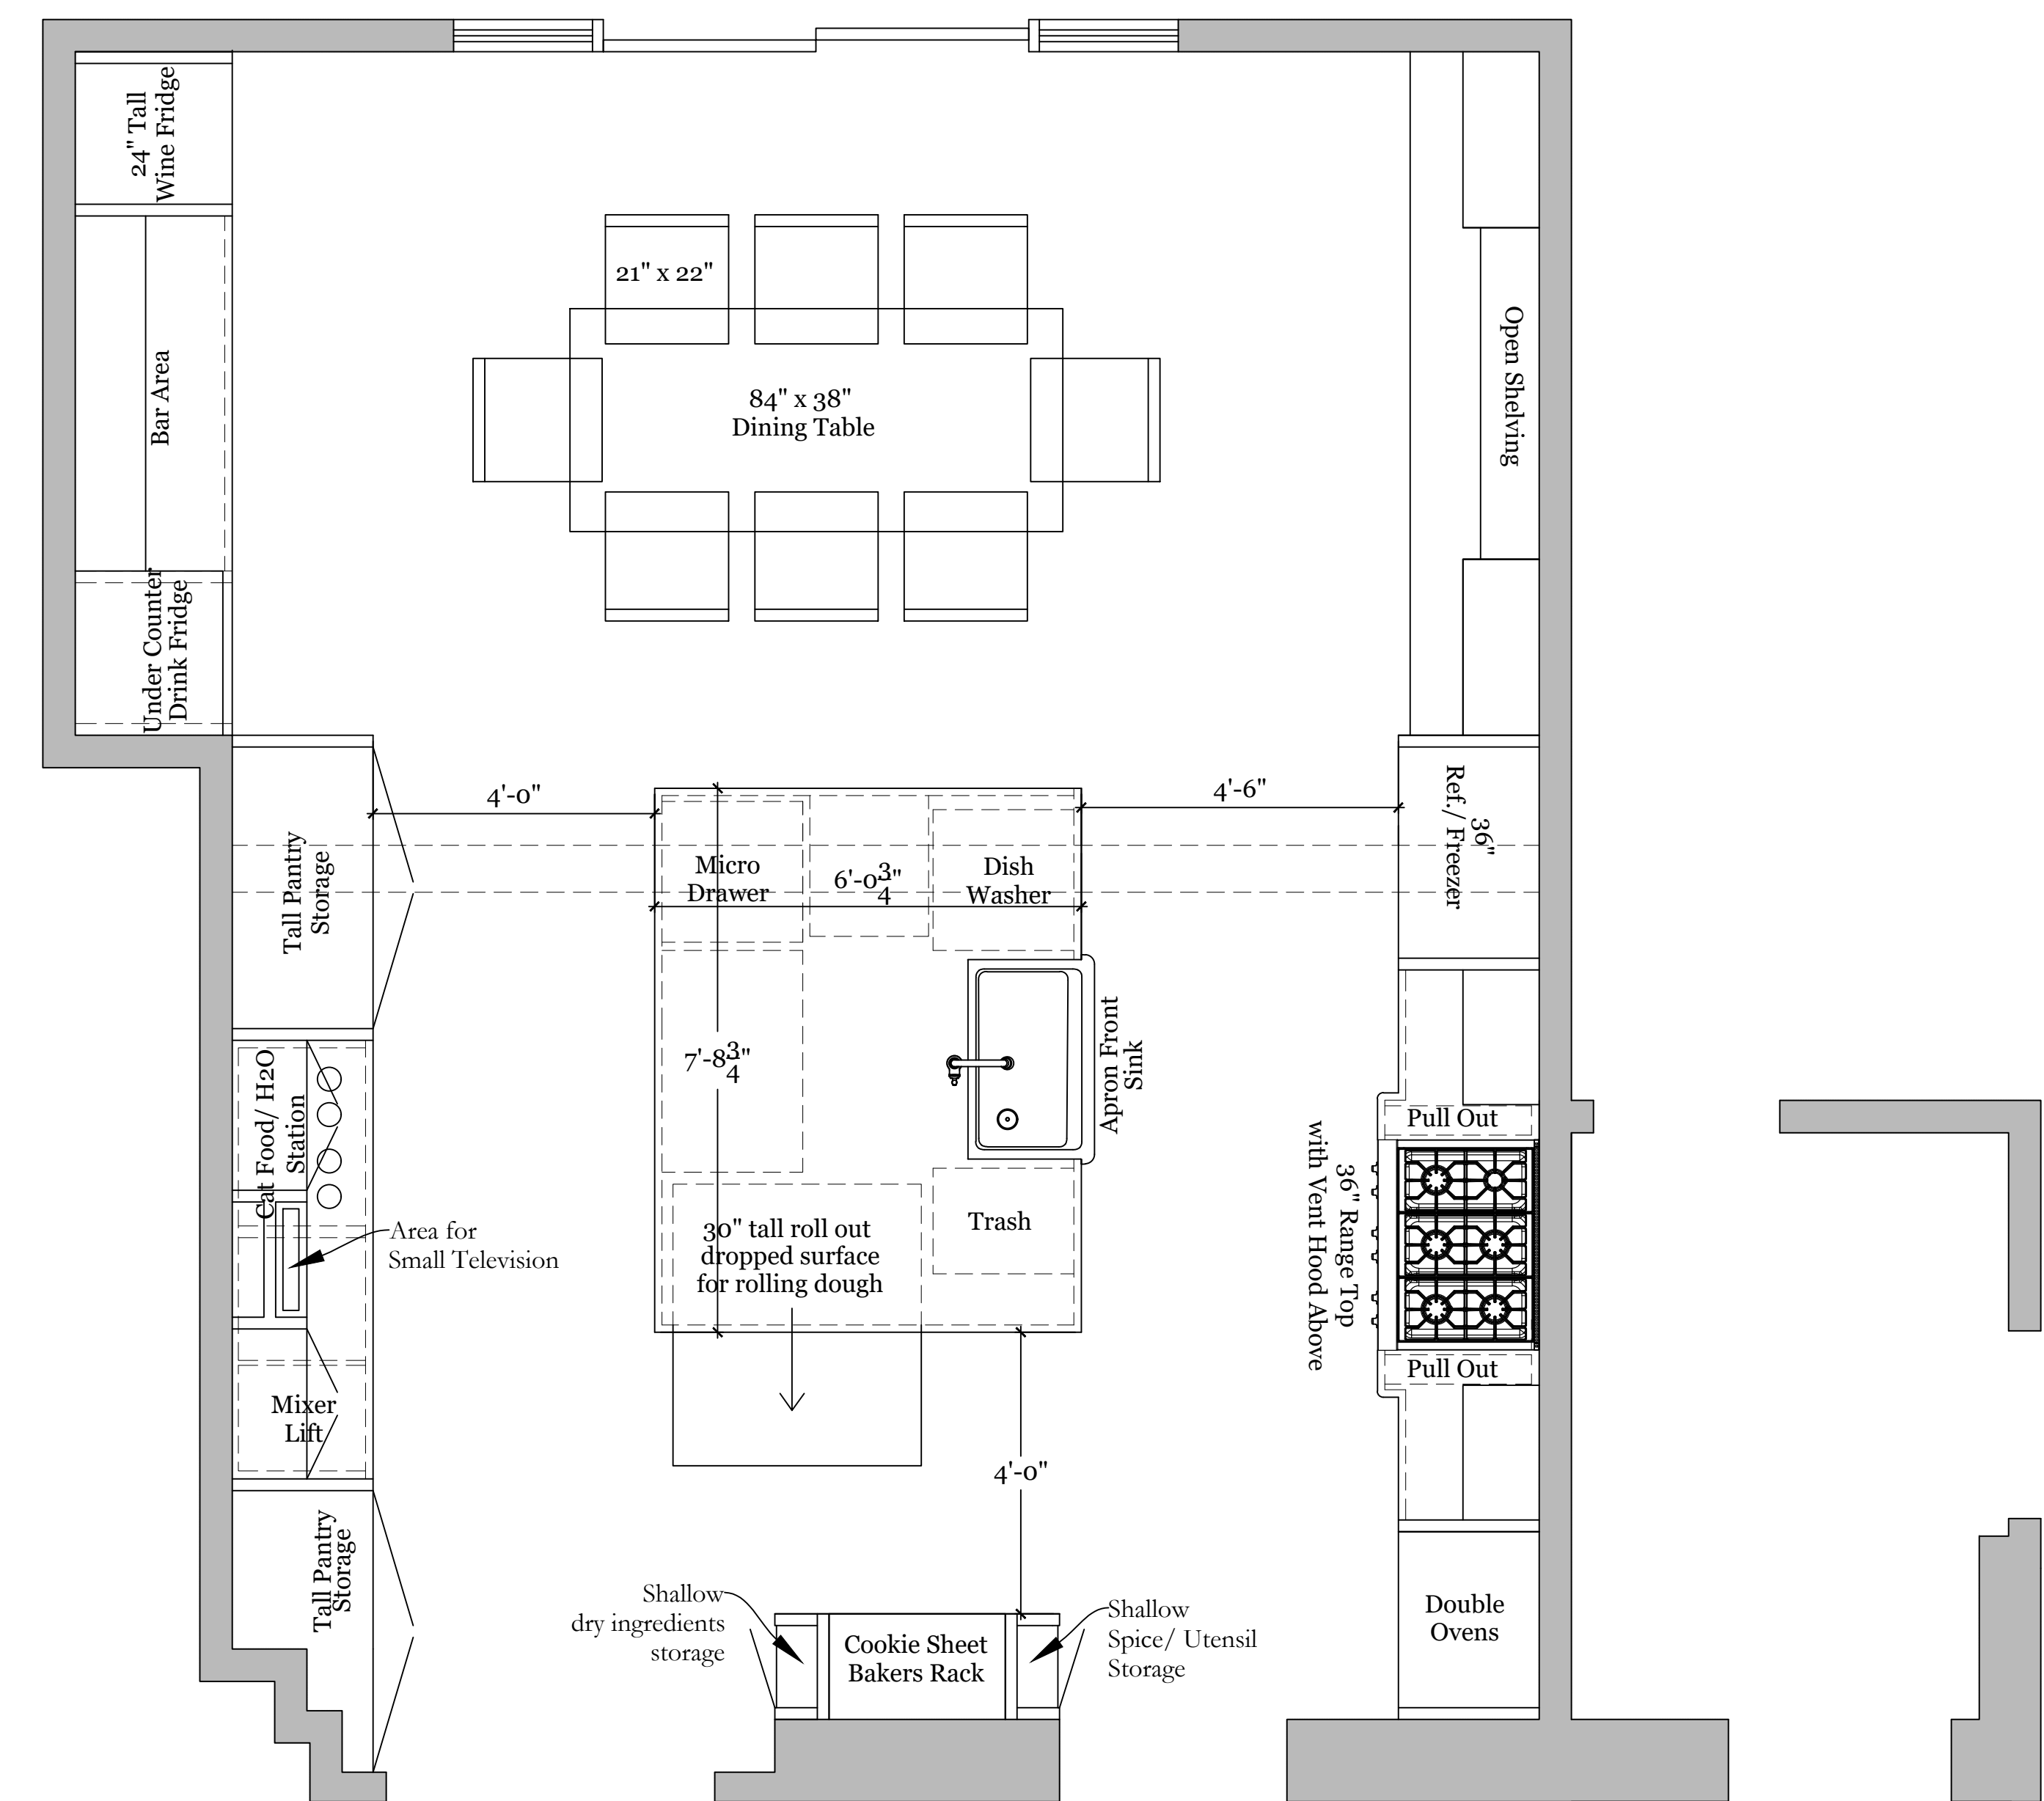 24" Tall
Wine Fridge
Bar Area
Under Counter
Drink Fridge
21" x 22"
84" x 38"
Dining Table
Open Shelving
4'-0"
4'-6"
36"
Ref./ Freezer
Tall Pantry
Storage
Micro
Drawer
6'-0 3/4"
Dish
Washer
7'-8 3/4"
Apron Front
Sink
Cat Food/ H2O
Station
Area for
Small Television
Mixer
Lift
30" tall roll out
dropped surface
for rolling dough
Trash
Pull Out
36" Range Top
with Vent Hood Above
Pull Out
4'-0"
Tall Pantry
Storage
Shallow
dry ingredients
storage
Cookie Sheet
Bakers Rack
Shallow
Spice/ Utensil
Storage
Double
Ovens